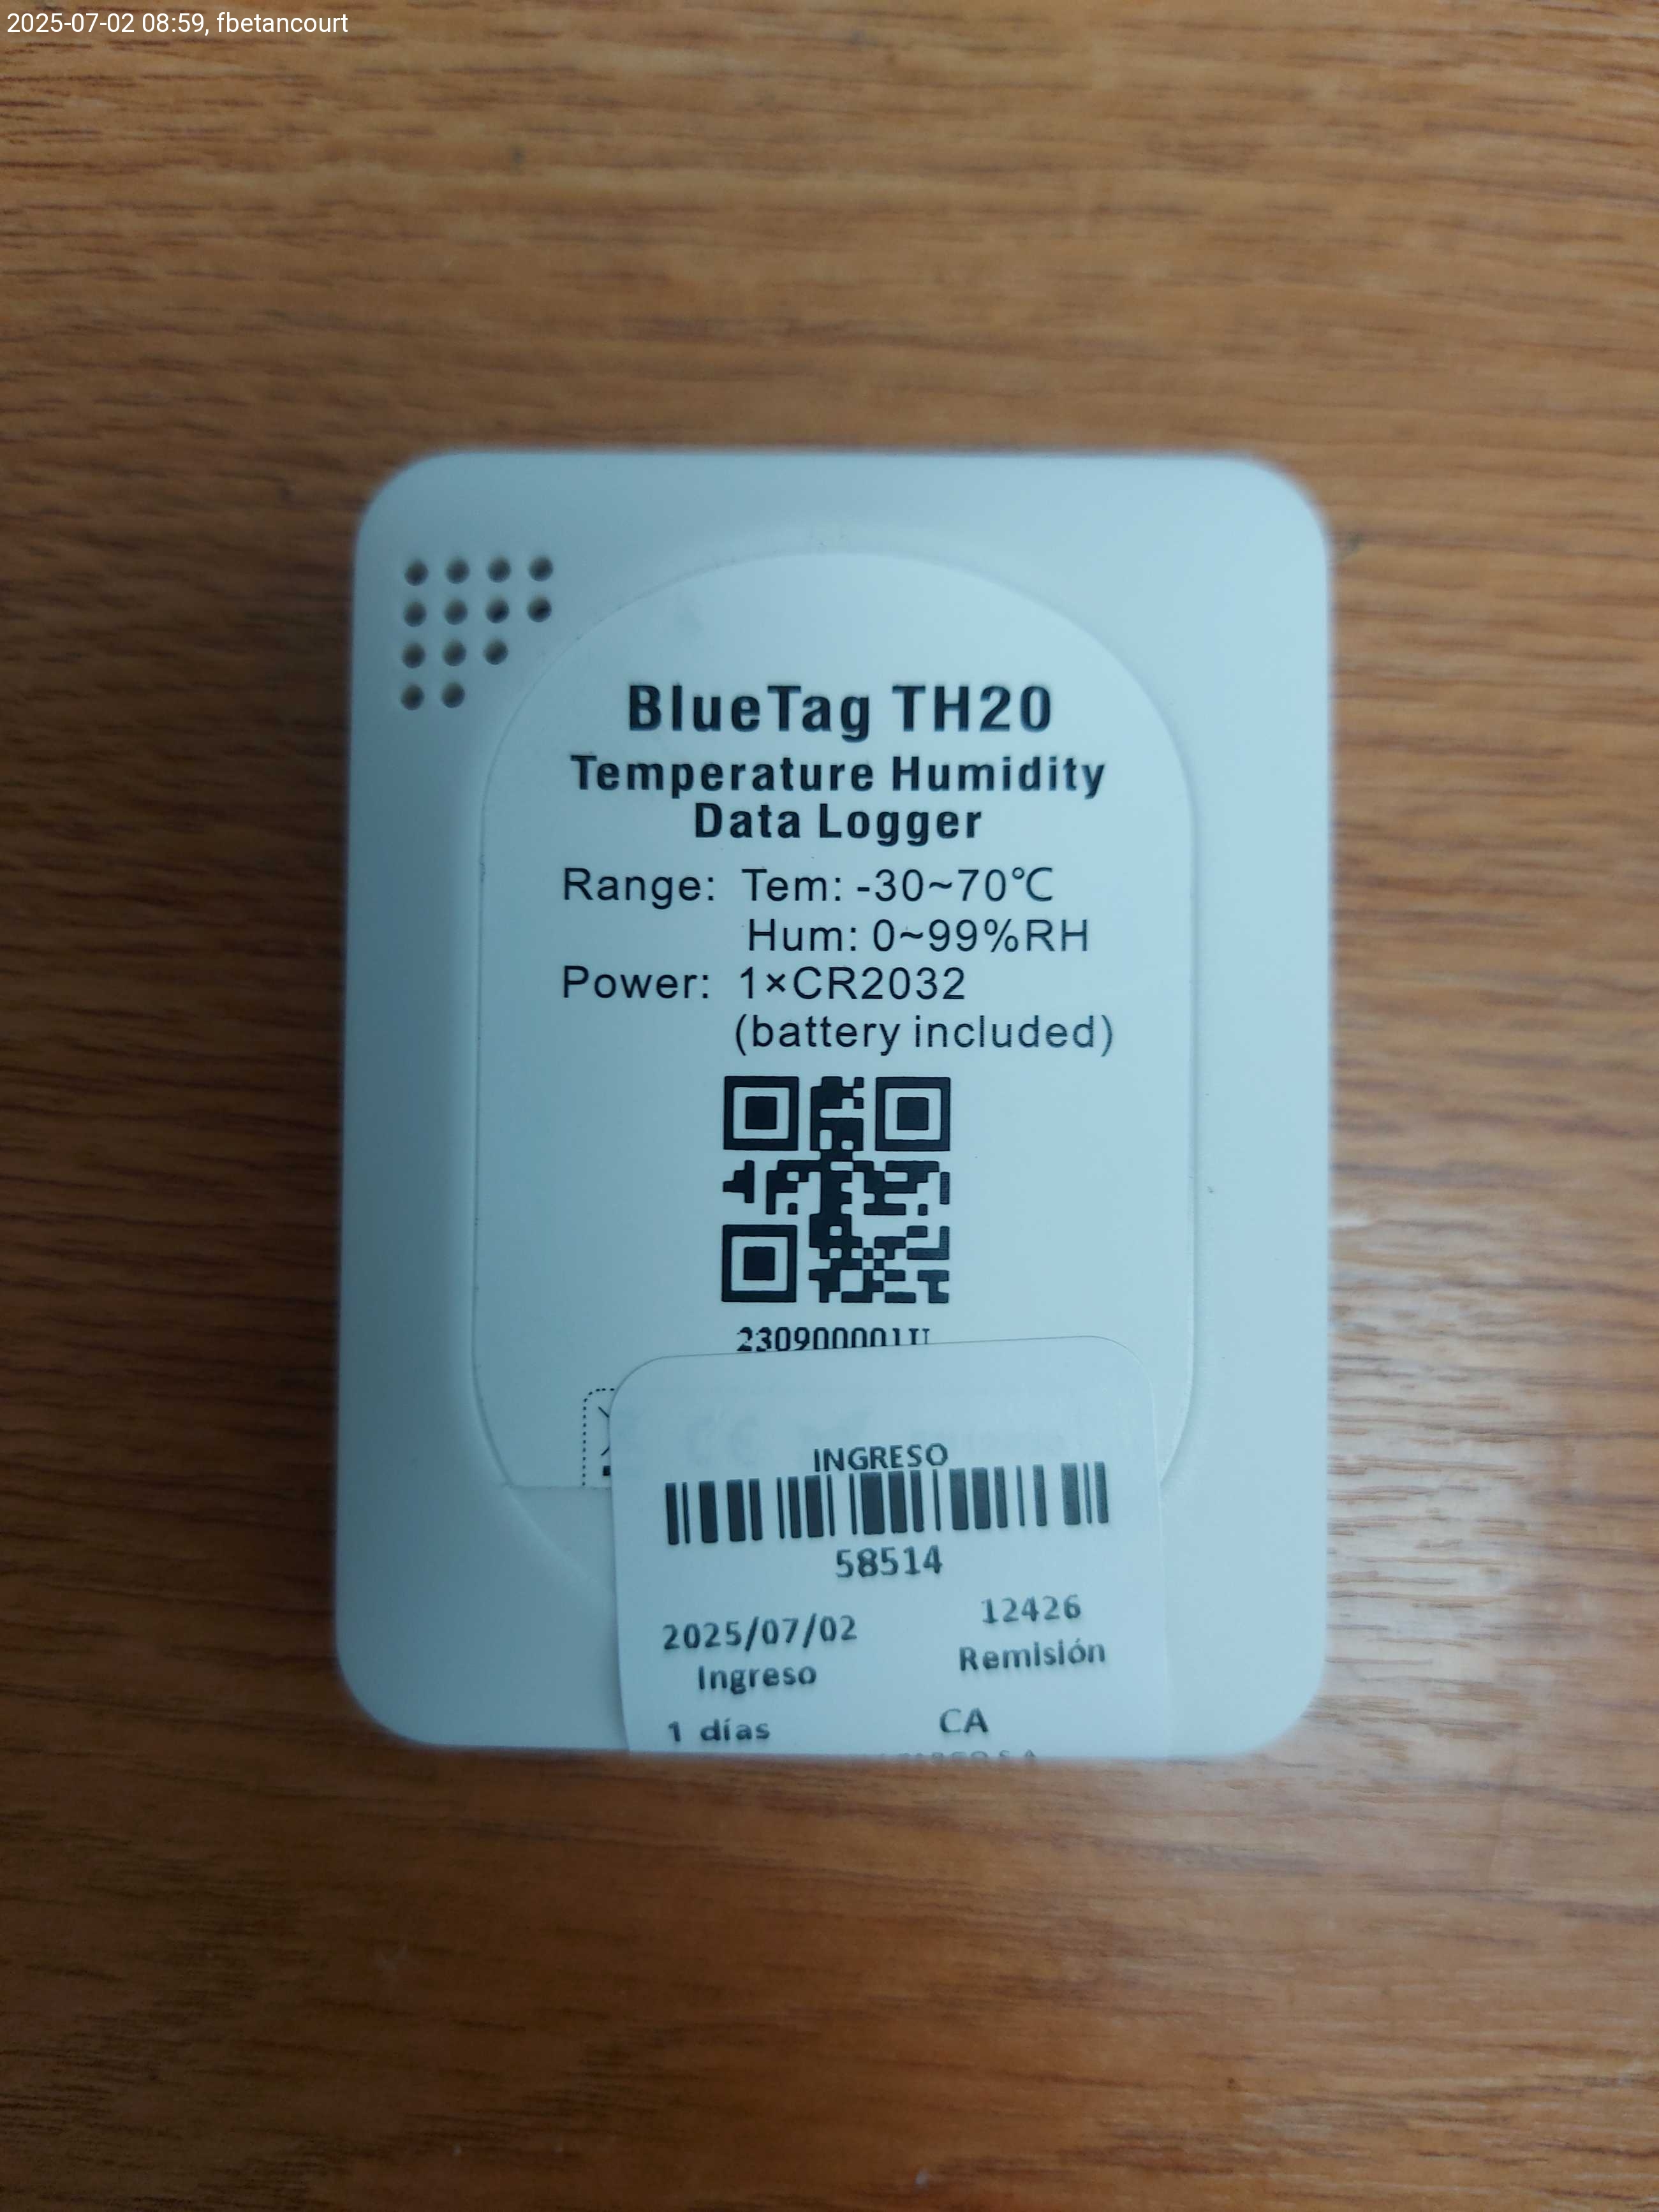 2025-07-02 08:59, fbetancourt
BlueTag TH20
Temperature Humidity
Data Logger
Range: Tem: -30~70℃
Hum: 0~99%RH
Power: 1×CR2032
(battery included)
INGRESO
58514
2025/07/02
12426
Ingreso
Remisión
1 días
CA